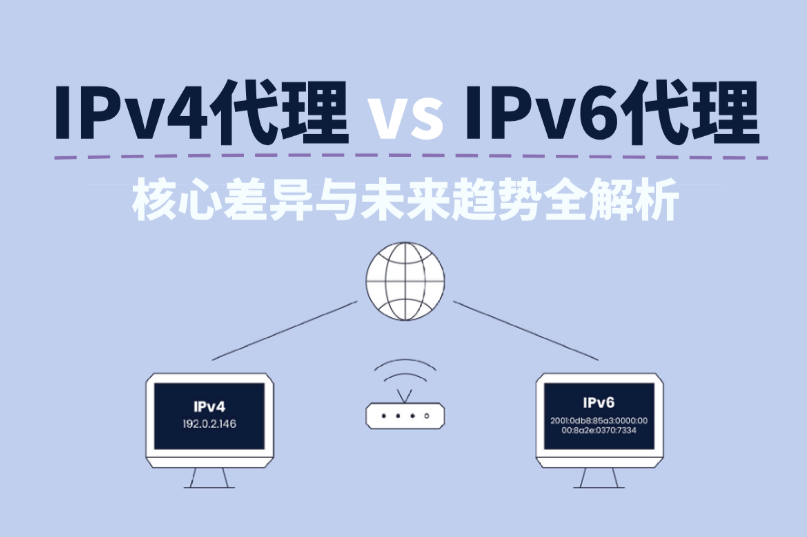 IPv4代理 vs IPv6代理
核心差异与未来趋势全解析
IPv4
192.0.2.146
IPv6
2001:0db8:85a3:0000:00
00:8a2e:0370:7334